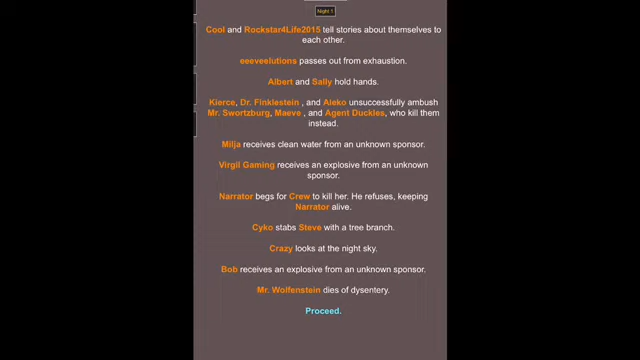 Night 1
Cool and Rockstar4Life2015 tell stories about themselves to
each other.
eeeveelutions passes out from exhaustion.
Albert and Sally hold hands.
Kierce, Dr. Finklestein , and Aleko unsuccessfully ambush
Mr. Swortzburg, Maeve , and Agent Duckles, who kill them
instead.
Milja receives clean water from an unknown sponsor.
Virgil Gaming receives an explosive from an unknown
sponsor.
Narrator begs for Crew to kill her. He refuses, keeping
Narrator alive.
Cyko stabs Steve with a tree branch.
Crazy looks at the night sky.
Bob receives an explosive from an unknown sponsor.
Mr. Wolfenstein dies of dysentery.
Proceed.